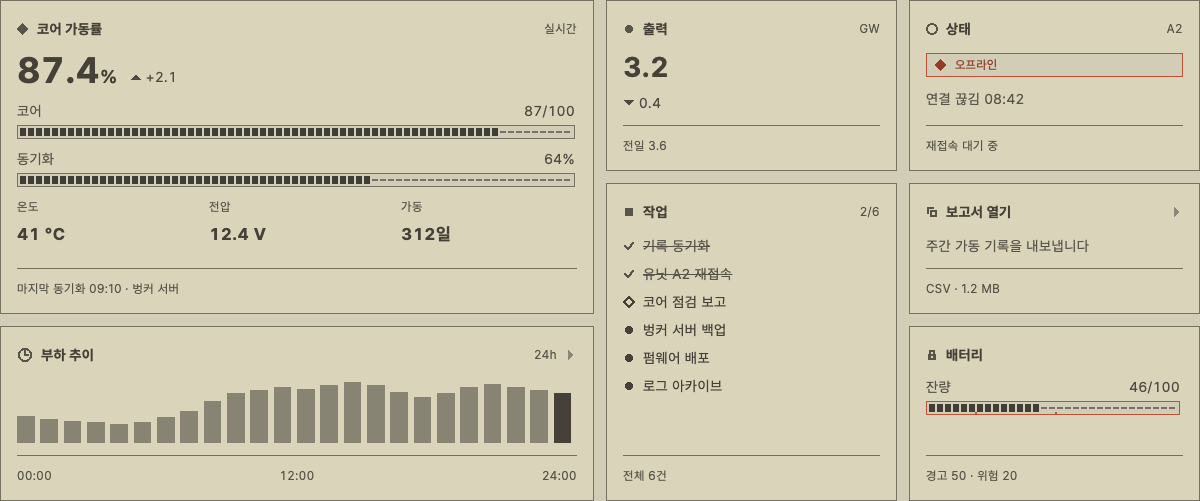 코어 가동률 실시간
87.4% +2.1
코어 87/100
동기화 64%
온도 전압 가동
41 °C 12.4 V 312일
마지막 동기화 09:10 · 벙커 서버
출력 GW
3.2
0.4
전일 3.6
상태 A2
오프라인
연결 끊김 08:42
재접속 대기 중
작업 2/6
기록 동기화
유닛 A2 재접속
코어 점검 보고
벙커 서버 백업
펌웨어 배포
로그 아카이브
전체 6건
보고서 열기
주간 가동 기록을 내보냅니다
CSV · 1.2 MB
부하 추이 24h
00:00 12:00 24:00
배터리
잔량 46/100
경고 50 · 위험 20